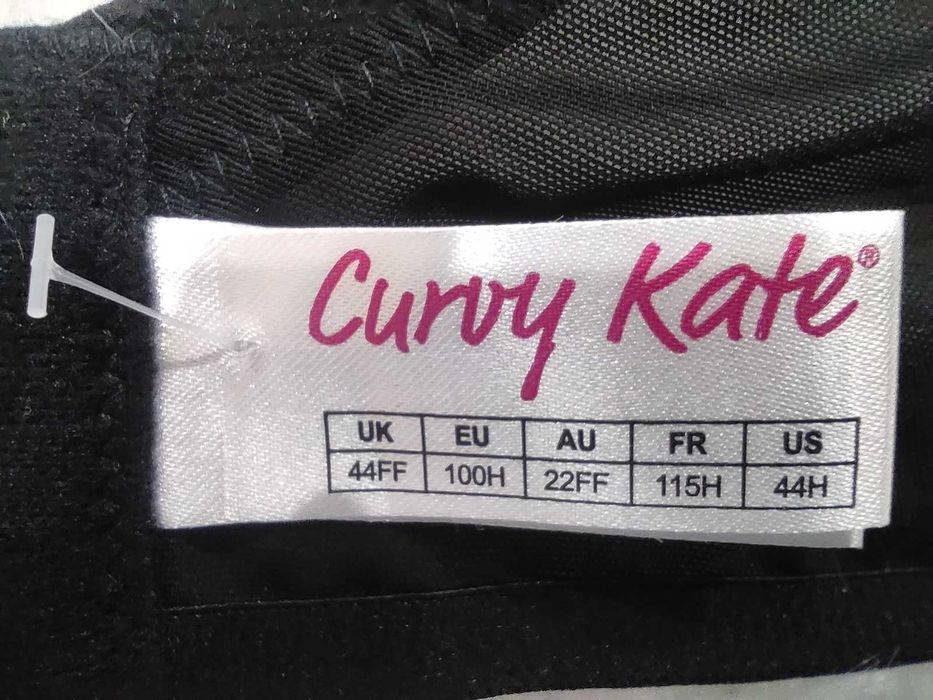 Curvy Kate®
UK EU AU FR US
44FF 100H 22FF 115H 44H